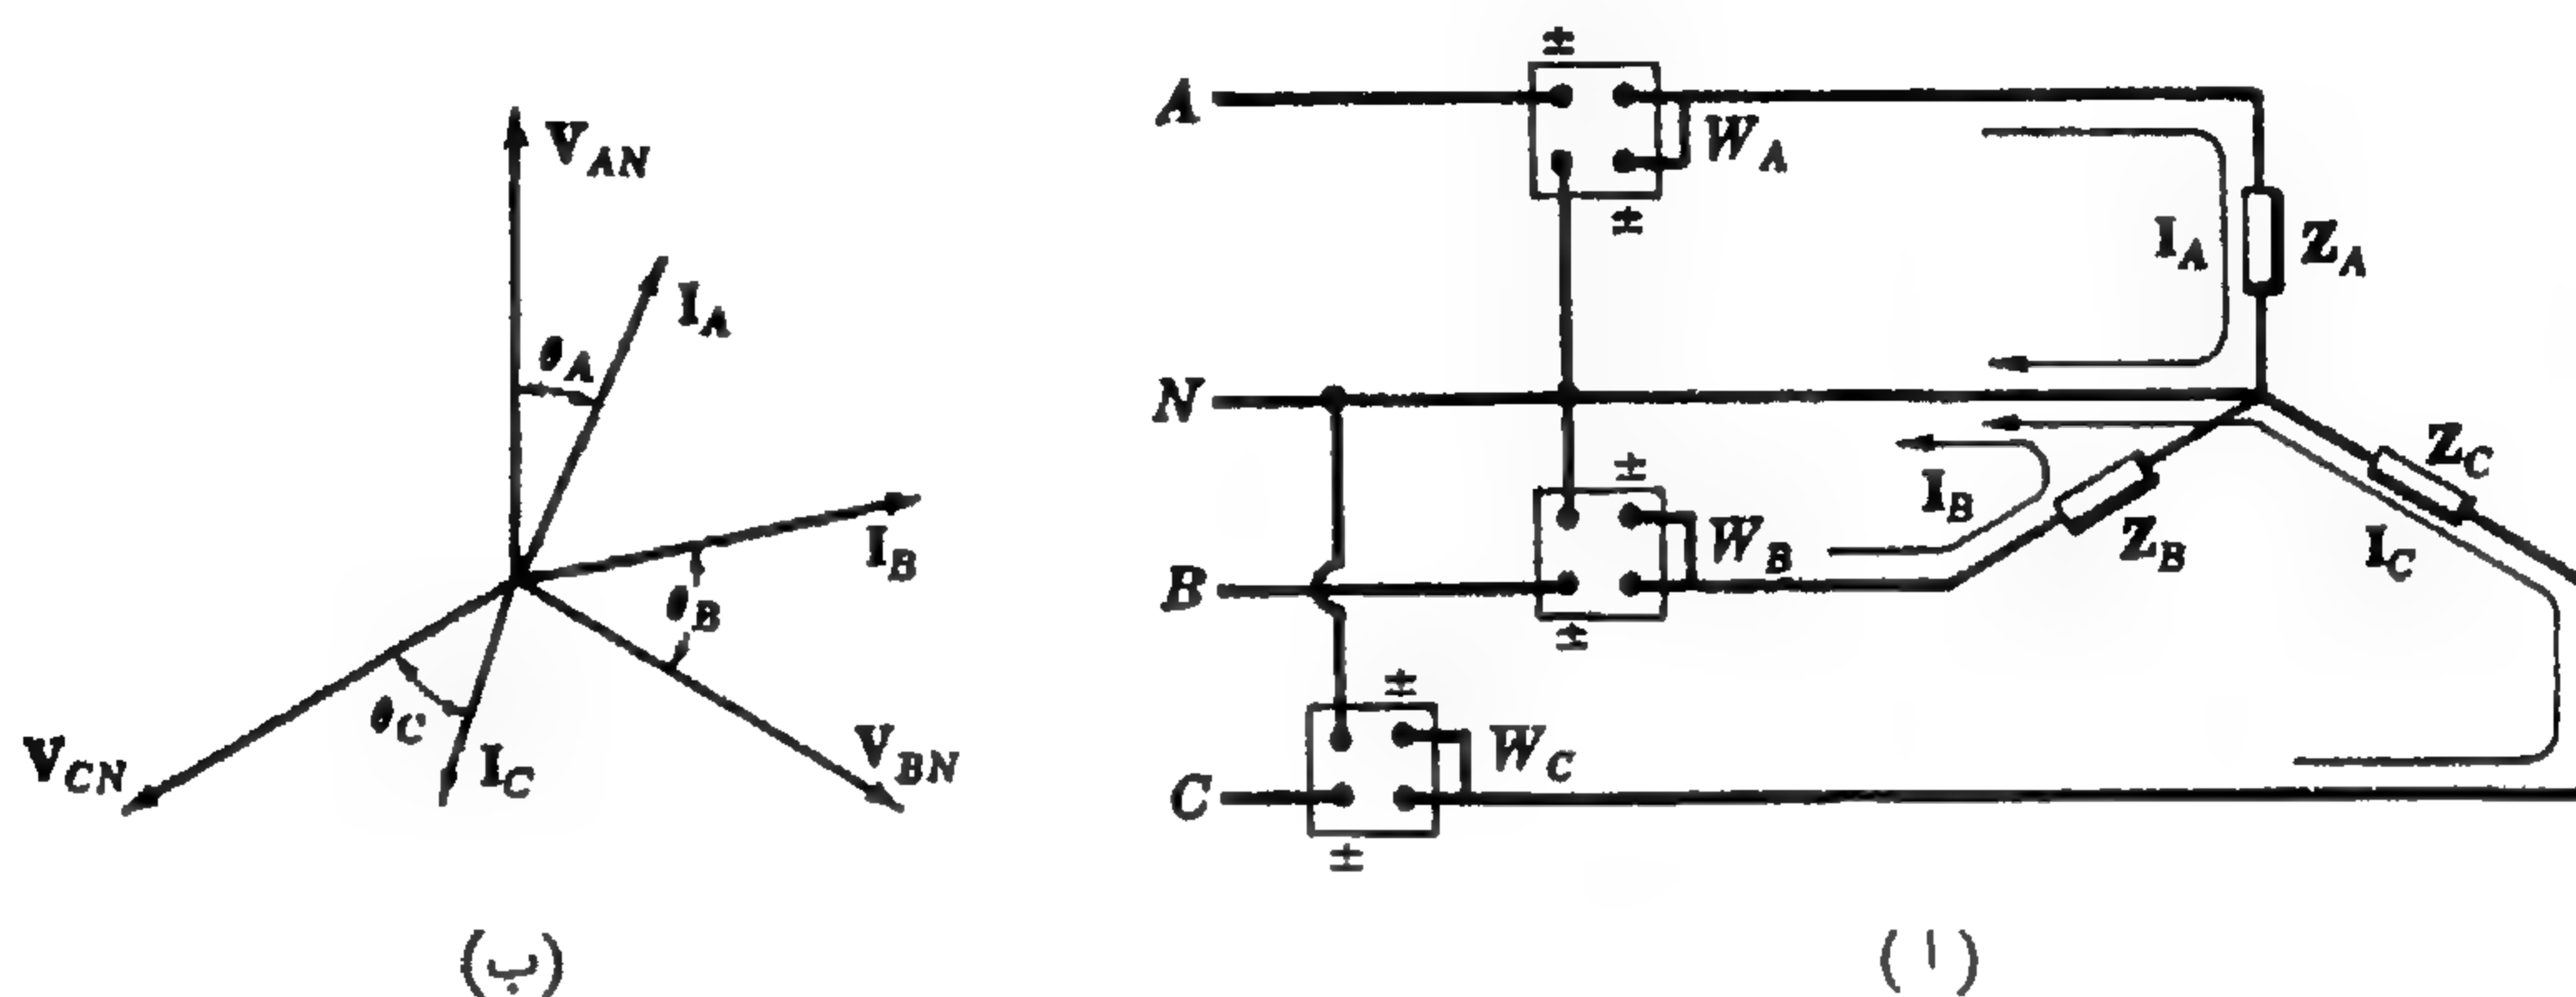 V_AN
I_A
θ_A
I_B
θ_B
V_BN
V_CN
θ_C
I_C
(ب)
A
±
W_A
±
I_A
Z_A
N
±
I_B
Z_B
Z_C
I_C
B
W_B
±
±
W_C
C
±
(ا)